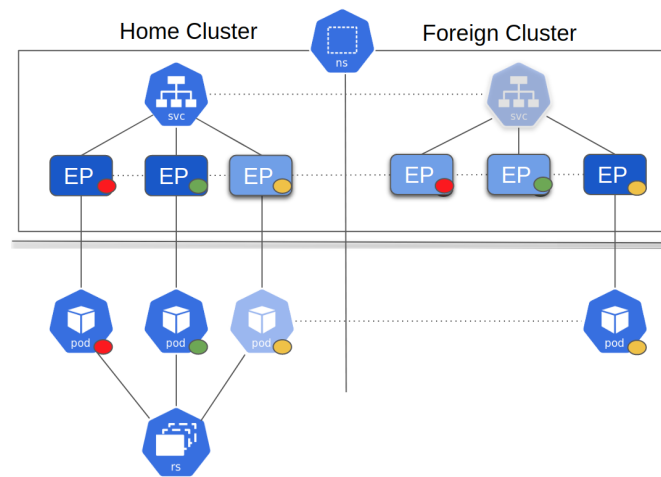 Home Cluster
Foreign Cluster
ns
svc
svc
EP
EP
EP
EP
EP
EP
pod
pod
pod
pod
rs